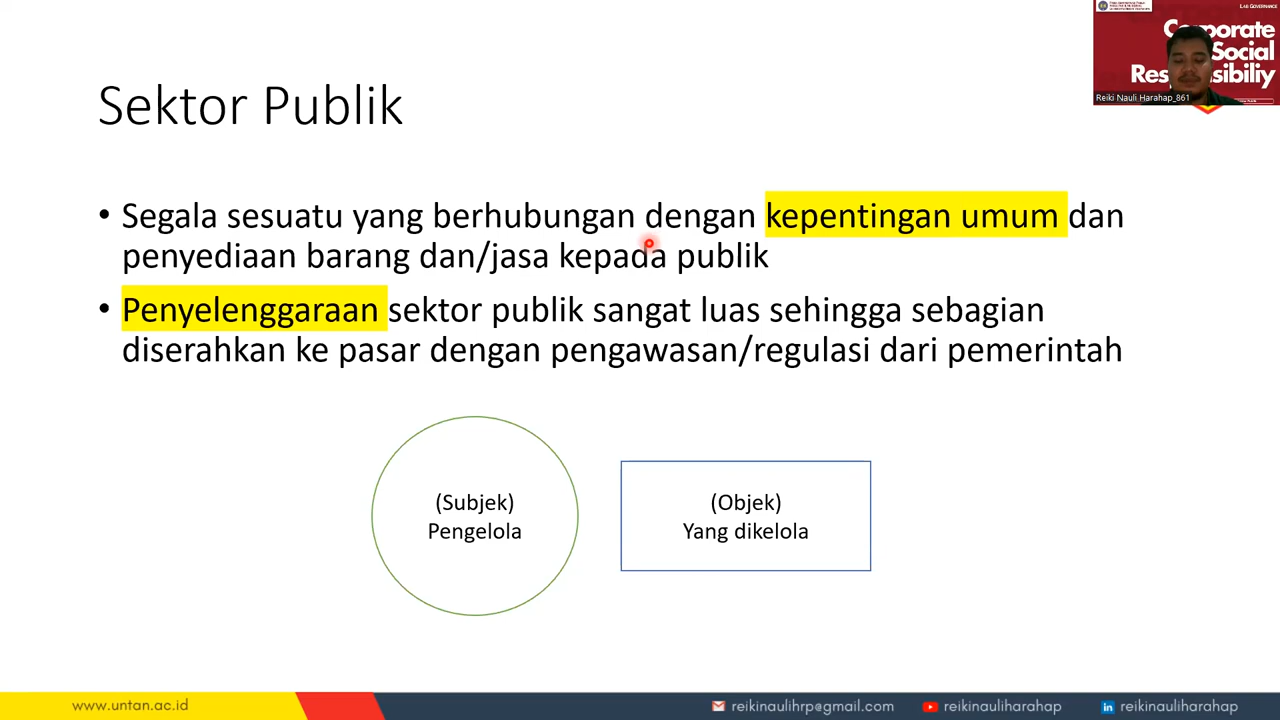 LAB GOVERNANCE
Corporate
Social
Reiki Nauli Harahap_861
Sektor Publik
• Segala sesuatu yang berhubungan dengan kepentingan umum dan
penyediaan barang dan/jasa kepada publik
• Penyelenggaraan sektor publik sangat luas sehingga sebagian
diserahkan ke pasar dengan pengawasan/regulasi dari pemerintah
(Subjek)
Pengelola
(Objek)
Yang dikelola
www.untan.ac.id
reikinaulihrp@gmail.com
reikinauliharahap
reikinauliharahap